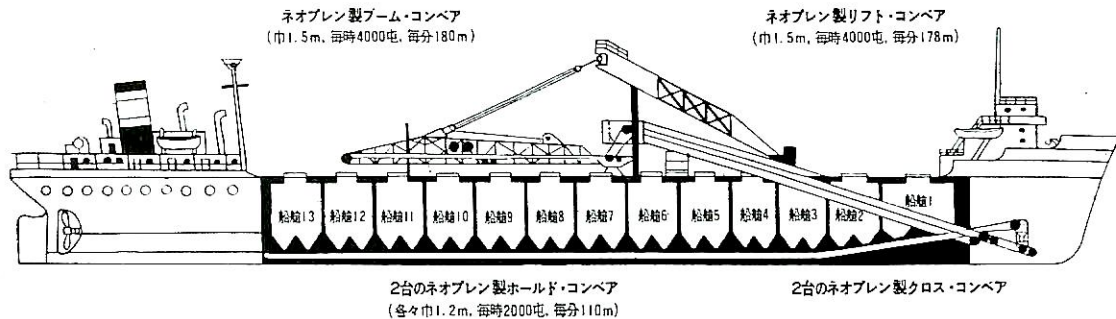 ネオプレン製ブーム・コンベア
(巾1.5m, 毎時4000屯, 毎分180m)
ネオプレン製リフト・コンベア
(巾1.5m, 毎時4000屯, 毎分178m)
船艙13 船艙12 船艙11 船艙10 船艙9 船艙8 船艙7 船艙6 船艙5 船艙4 船艙3 船艙2 船艙1
2台のネオプレン製ホールド・コンベア
(各々巾1.2m, 毎時2000屯, 毎分110m)
2台のネオプレン製クロス・コンベア